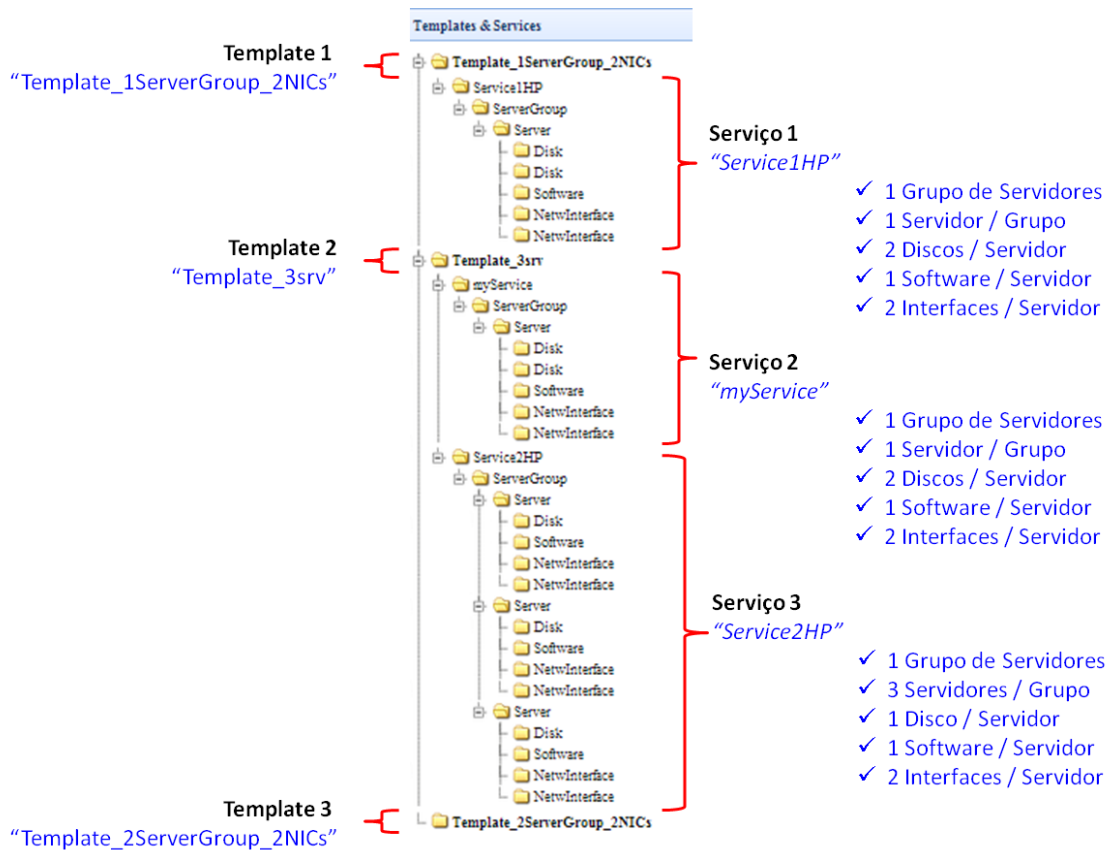 Templates & Services
Template 1
“Template_1ServerGroup_2NICs”
Template_1ServerGroup_2NICs
Service1HP
ServerGroup
Server
Disk
Disk
Software
NetwInterface
NetwInterface
Serviço 1
“Service1HP”
✓ 1 Grupo de Servidores
✓ 1 Servidor / Grupo
✓ 2 Discos / Servidor
✓ 1 Software / Servidor
✓ 2 Interfaces / Servidor
Template 2
“Template_3srv”
Template_3srv
myService
ServerGroup
Server
Disk
Disk
Software
NetwInterface
NetwInterface
Serviço 2
“myService”
✓ 1 Grupo de Servidores
✓ 1 Servidor / Grupo
✓ 2 Discos / Servidor
✓ 1 Software / Servidor
✓ 2 Interfaces / Servidor
Service2HP
ServerGroup
Server
Disk
Software
NetwInterface
NetwInterface
Server
Disk
Software
NetwInterface
NetwInterface
Server
Disk
Software
NetwInterface
NetwInterface
Serviço 3
“Service2HP”
✓ 1 Grupo de Servidores
✓ 3 Servidores / Grupo
✓ 1 Disco / Servidor
✓ 1 Software / Servidor
✓ 2 Interfaces / Servidor
Template 3
“Template_2ServerGroup_2NICs”
Template_2ServerGroup_2NICs